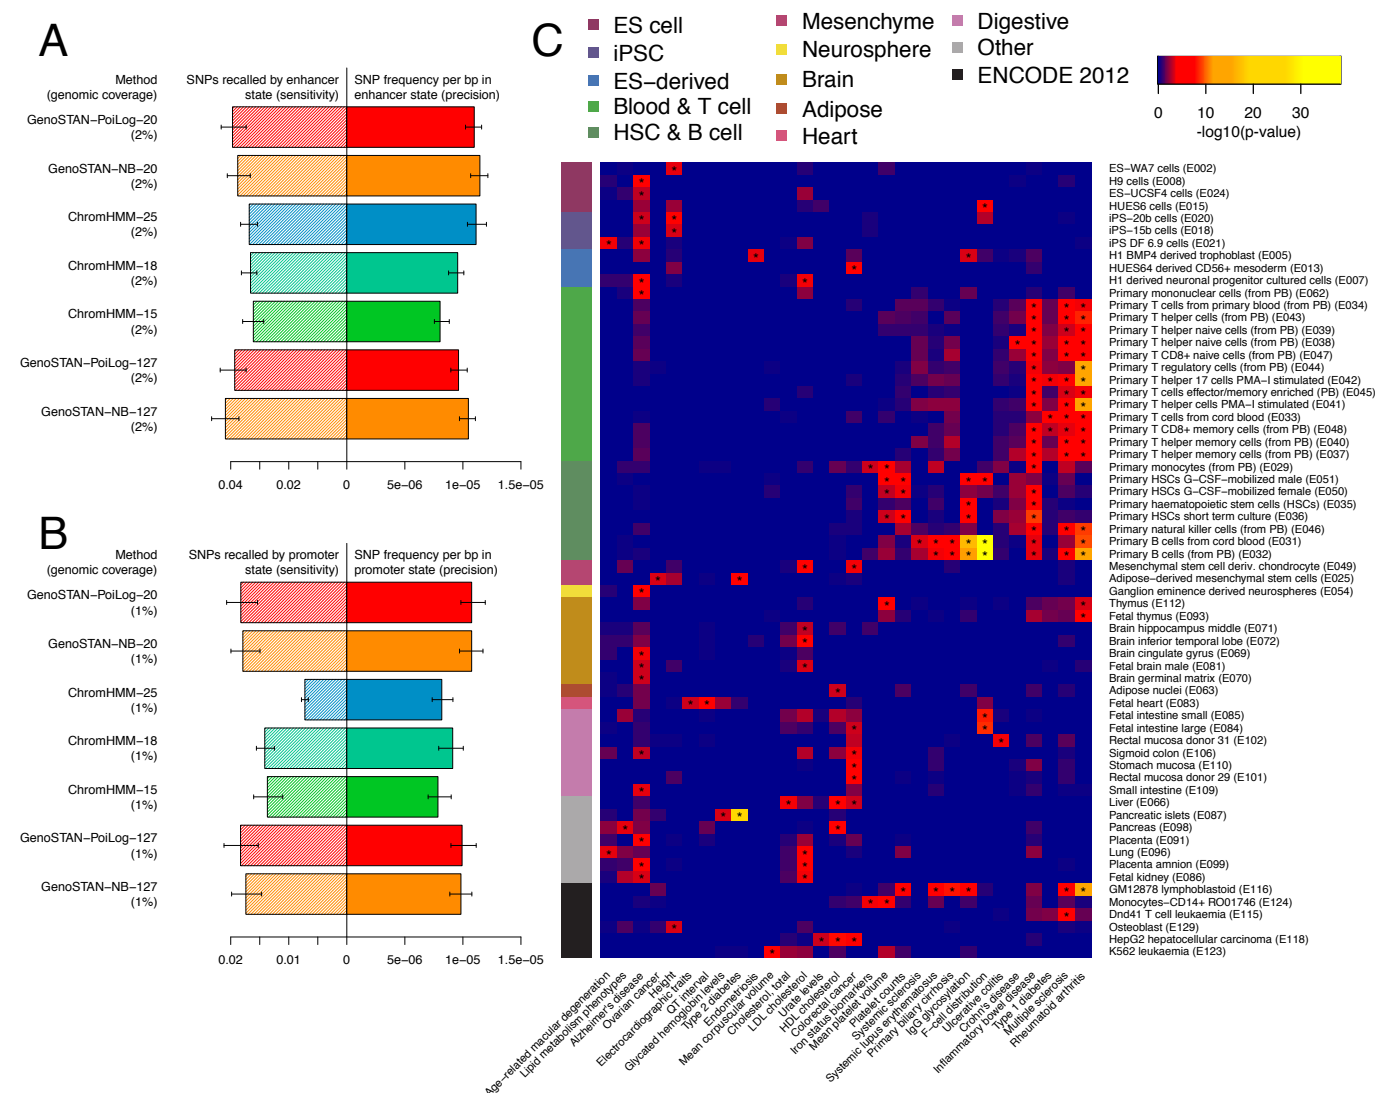 A
Method
(genomic coverage)
SNPs recalled by enhancer
state (sensitivity)
SNP frequency per bp in
enhancer state (precision)
GenoSTAN−PoiLog−20
(2%)
GenoSTAN−NB−20
(2%)
ChromHMM−25
(2%)
ChromHMM−18
(2%)
ChromHMM−15
(2%)
GenoSTAN−PoiLog−127
(2%)
GenoSTAN−NB−127
(2%)
0.04 0.02 0 5e−06 1e−05 1.5e−05
B
Method
(genomic coverage)
SNPs recalled by promoter
state (sensitivity)
SNP frequency per bp in
promoter state (precision)
GenoSTAN−PoiLog−20
(1%)
GenoSTAN−NB−20
(1%)
ChromHMM−25
(1%)
ChromHMM−18
(1%)
ChromHMM−15
(1%)
GenoSTAN−PoiLog−127
(1%)
GenoSTAN−NB−127
(1%)
0.02 0.01 0 5e−06 1e−05 1.5e−05
C
ES cell
iPSC
ES−derived
Blood & T cell
HSC & B cell
Mesenchyme
Neurosphere
Brain
Adipose
Heart
Digestive
Other
ENCODE 2012
0 10 20 30
-log10(p-value)
ES−WA7 cells (E002)
H9 cells (E008)
ES−UCSF4 cells (E024)
HUES6 cells (E015)
iPS−20b cells (E020)
iPS−15b cells (E018)
iPS DF 6.9 cells (E021)
H1 BMP4 derived trophoblast (E005)
HUES64 derived CD56+ mesoderm (E013)
H1 derived neuronal progenitor cultured cells (E007)
Primary mononuclear cells (from PB) (E062)
Primary T cells from primary blood (from PB) (E034)
Primary T helper cells (from PB) (E043)
Primary T helper naive cells (from PB) (E039)
Primary T helper naive cells (from PB) (E038)
Primary T CD8+ naive cells (from PB) (E047)
Primary T regulatory cells (from PB) (E044)
Primary T helper 17 cells PMA−I stimulated (E042)
Primary T cells effector/memory enriched (PB) (E045)
Primary T helper cells PMA−I stimulated (E041)
Primary T cells from cord blood (E033)
Primary T CD8+ memory cells (from PB) (E048)
Primary T helper memory cells (from PB) (E040)
Primary T helper memory cells (from PB) (E037)
Primary monocytes (from PB) (E029)
Primary HSCs G−CSF−mobilized male (E051)
Primary HSCs G−CSF−mobilized female (E050)
Primary haematopoietic stem cells (HSCs) (E035)
Primary HSCs short term culture (E036)
Primary natural killer cells (from PB) (E046)
Primary B cells from cord blood (E031)
Primary B cells (from PB) (E032)
Mesenchymal stem cell deriv. chondrocyte (E049)
Adipose−derived mesenchymal stem cells (E025)
Ganglion eminence derived neurospheres (E054)
Thymus (E112)
Fetal thymus (E093)
Brain hippocampus middle (E071)
Brain inferior temporal lobe (E072)
Brain cingulate gyrus (E069)
Fetal brain male (E081)
Brain germinal matrix (E070)
Adipose nuclei (E063)
Fetal heart (E083)
Fetal intestine small (E085)
Fetal intestine large (E084)
Rectal mucosa donor 31 (E102)
Sigmoid colon (E106)
Stomach mucosa (E110)
Rectal mucosa donor 29 (E101)
Small intestine (E109)
Liver (E066)
Pancreatic islets (E087)
Pancreas (E098)
Placenta (E091)
Lung (E096)
Placenta amnion (E099)
Fetal kidney (E086)
GM12878 lymphoblastoid (E116)
Monocytes−CD14+ RO01746 (E124)
Dnd41 T cell leukaemia (E115)
Osteoblast (E129)
HepG2 hepatocellular carcinoma (E118)
K562 leukaemia (E123)
Age−related macular degeneration
Lipid metabolism phenotypes
Alzheimer's disease
Ovarian cancer
Height
Electrocardiographic traits
QT interval
Glycated hemoglobin levels
Type 2 diabetes
Endometriosis
Mean corpuscular volume
Cholesterol, total
LDL cholesterol
Urate levels
HDL cholesterol
Colorectal cancer
Iron status biomarkers
Mean platelet volume
Platelet counts
Systemic sclerosis
Systemic lupus erythematosus
Primary biliary cirrhosis
IgG glycosylation
F−cell distribution
Ulcerative colitis
Crohn's disease
Inflammatory bowel disease
Type 1 diabetes
Multiple sclerosis
Rheumatoid arthritis